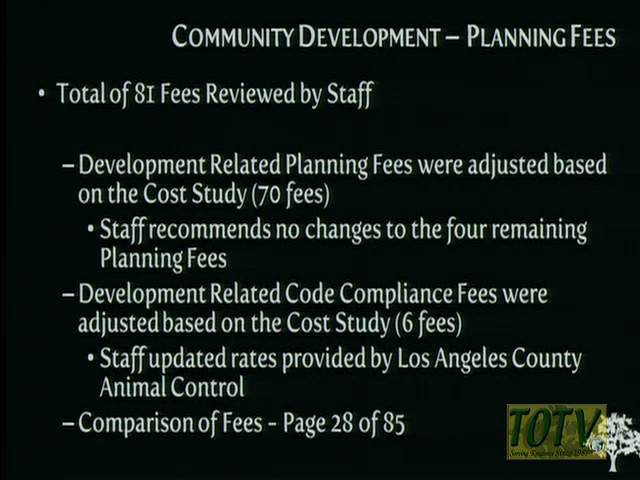 COMMUNITY DEVELOPMENT – PLANNING FEES
• Total of 81 Fees Reviewed by Staff
– Development Related Planning Fees were adjusted based
on the Cost Study (70 fees)
• Staff recommends no changes to the four remaining
Planning Fees
– Development Related Code Compliance Fees were
adjusted based on the Cost Study (6 fees)
• Staff updated rates provided by Los Angeles County
Animal Control
– Comparison of Fees – Page 28 of 85
TOTV
Serving Residents Since 1987